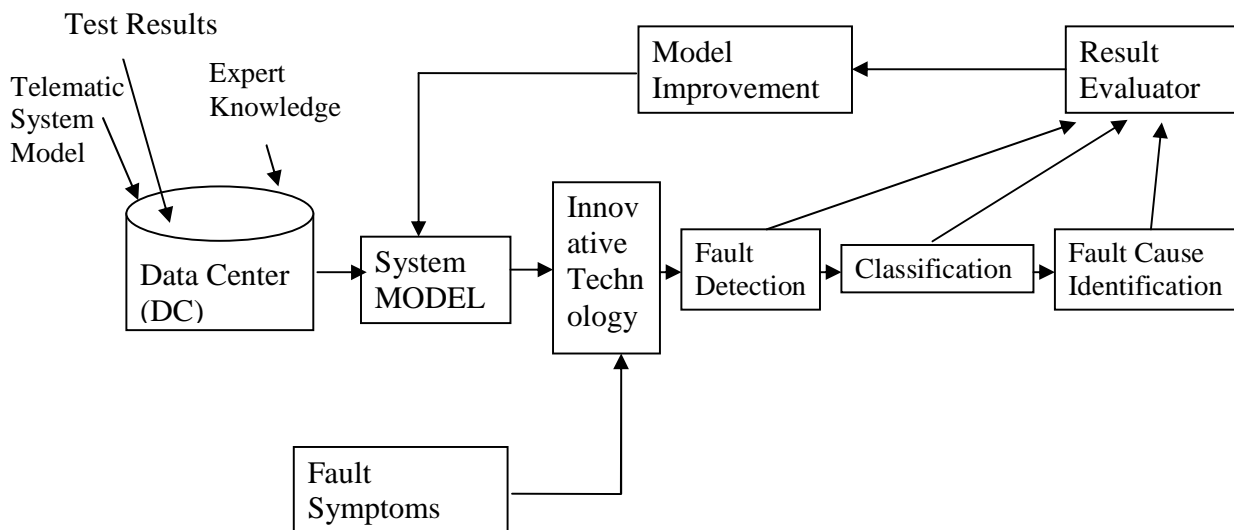 Test Results
Telematic
System
Model
Expert
Knowledge
Model
Improvement
Result
Evaluator
Data Center
(DC)
System
MODEL
Innov
ative
Techn
ology
Fault
Detection
Classification
Fault Cause
Identification
Fault
Symptoms